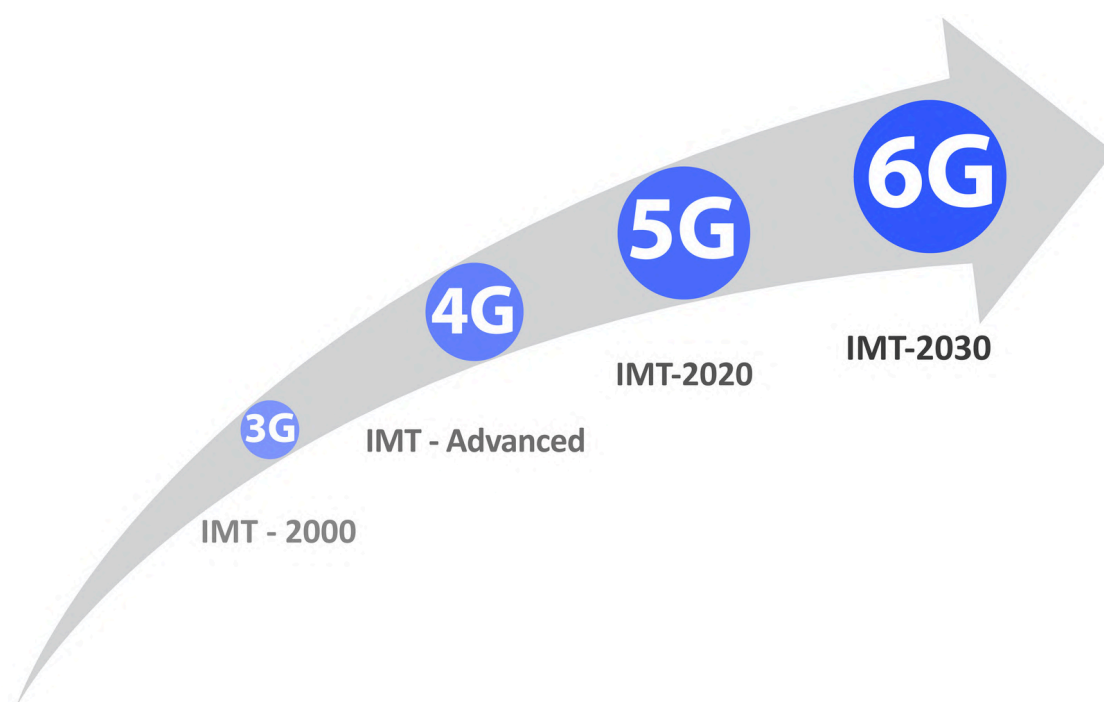 6G
5G
4G
3G
IMT-2030
IMT-2020
IMT - Advanced
IMT - 2000